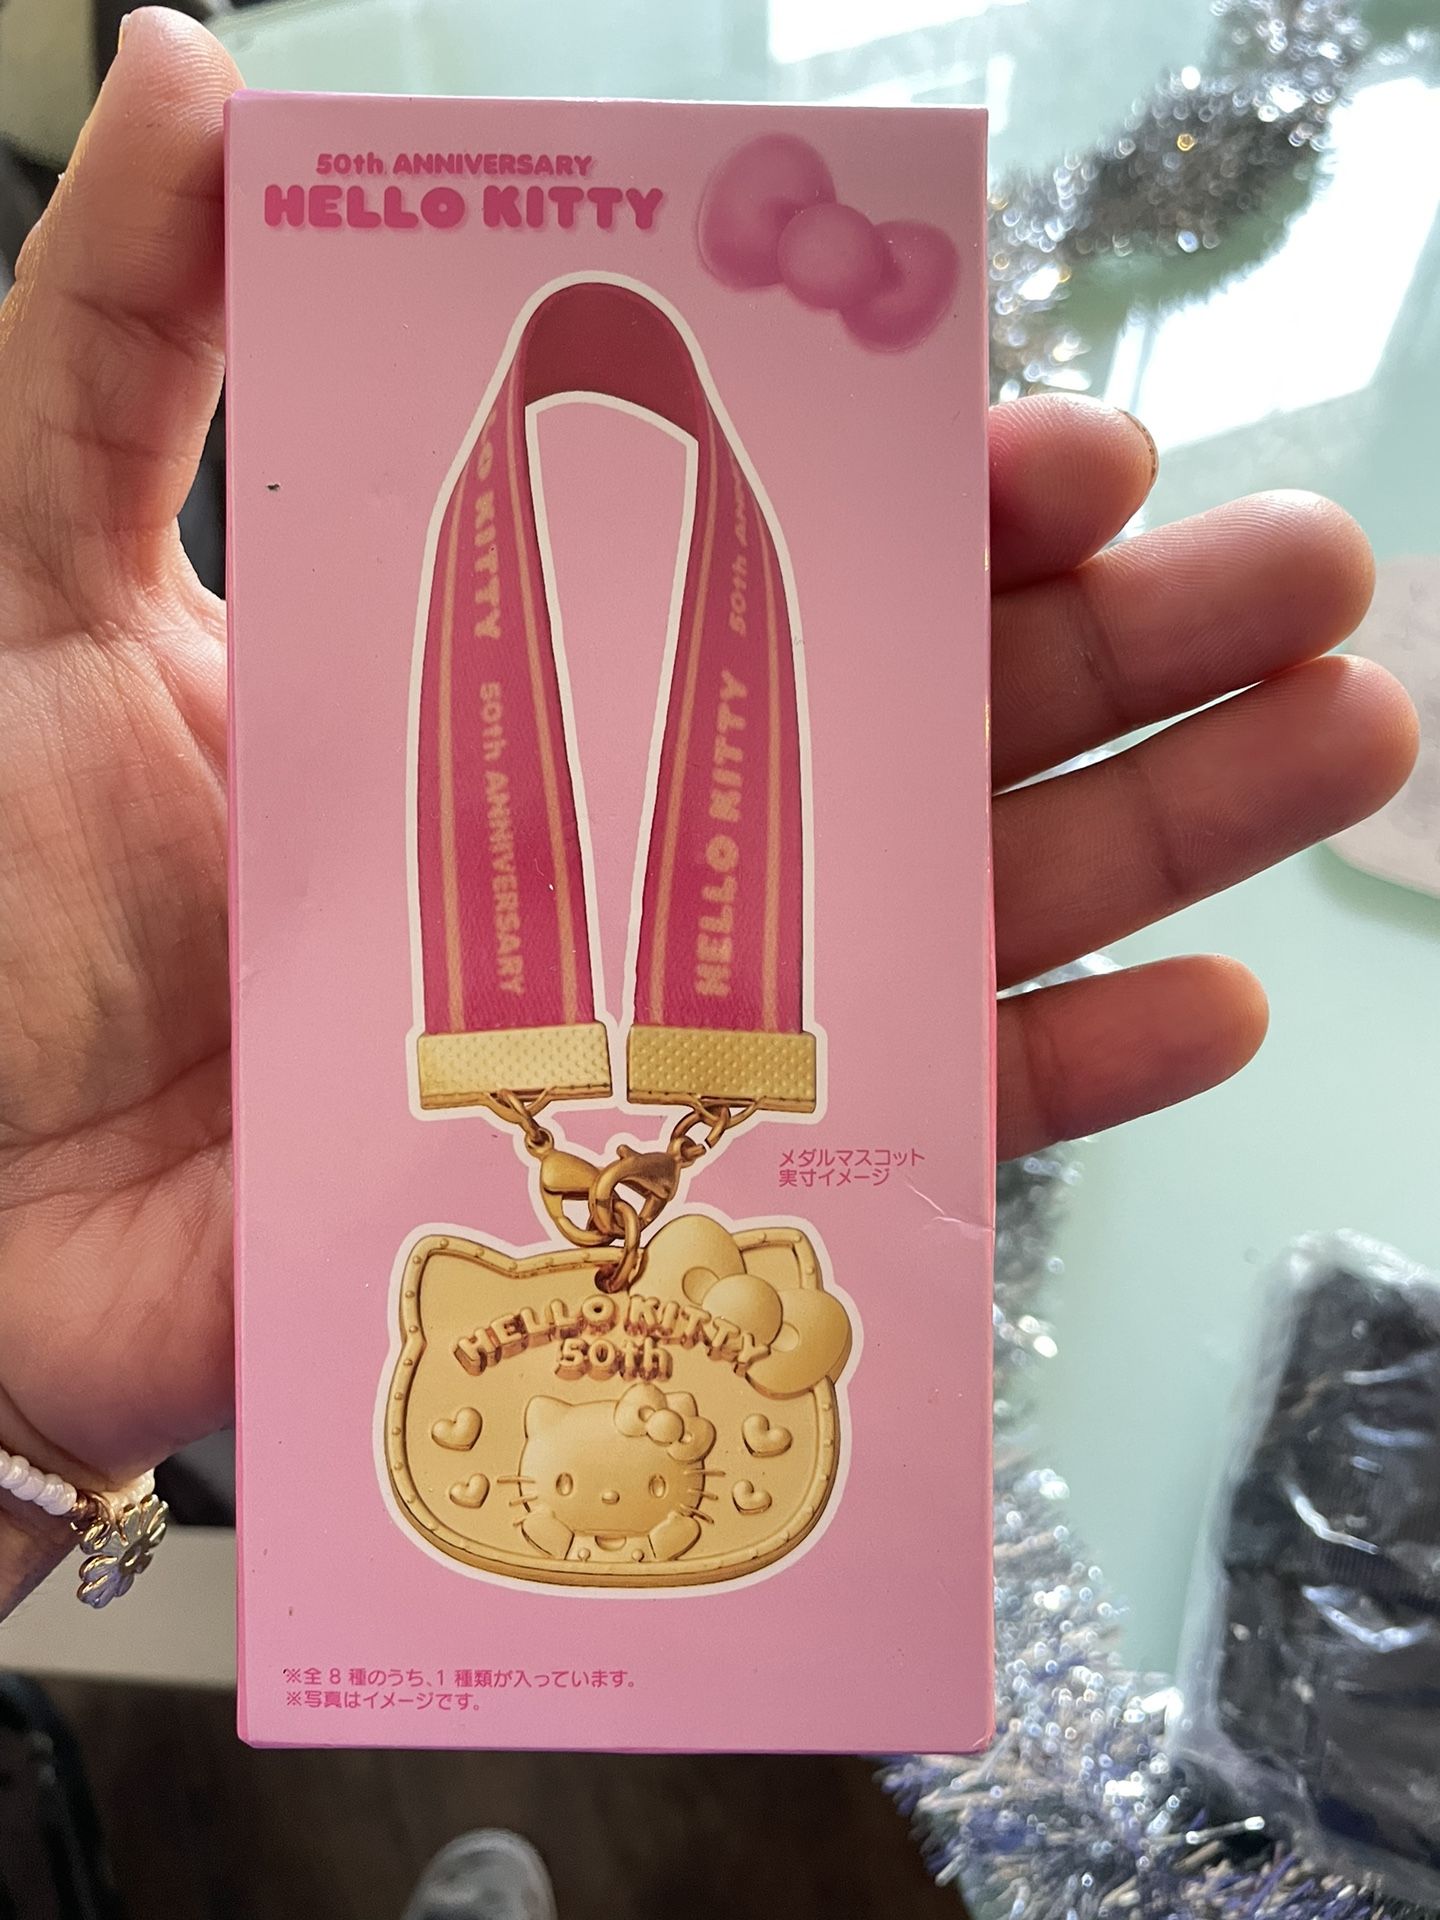 50th ANNIVERSARY
HELLO KITTY
KITTY 50th ANNIVERSARY
HELLO KITTY 50th
メダルマスコット
実寸イメージ
HELLO KITTY
50th
※全 8 種のうち、1 種類が入っています。
※写真はイメージです。